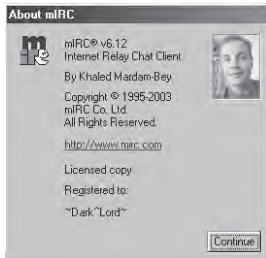 About mIRC
mIRC® v6.12
Internet Relay Chat Client.
By Khaled Mardam-Bey
Copyright © 1995-2003
mIRC Co. Ltd.
All Rights Reserved.
http://www.mirc.com
Licensed copy
Registered to:
~Dark^Lord~
Continue